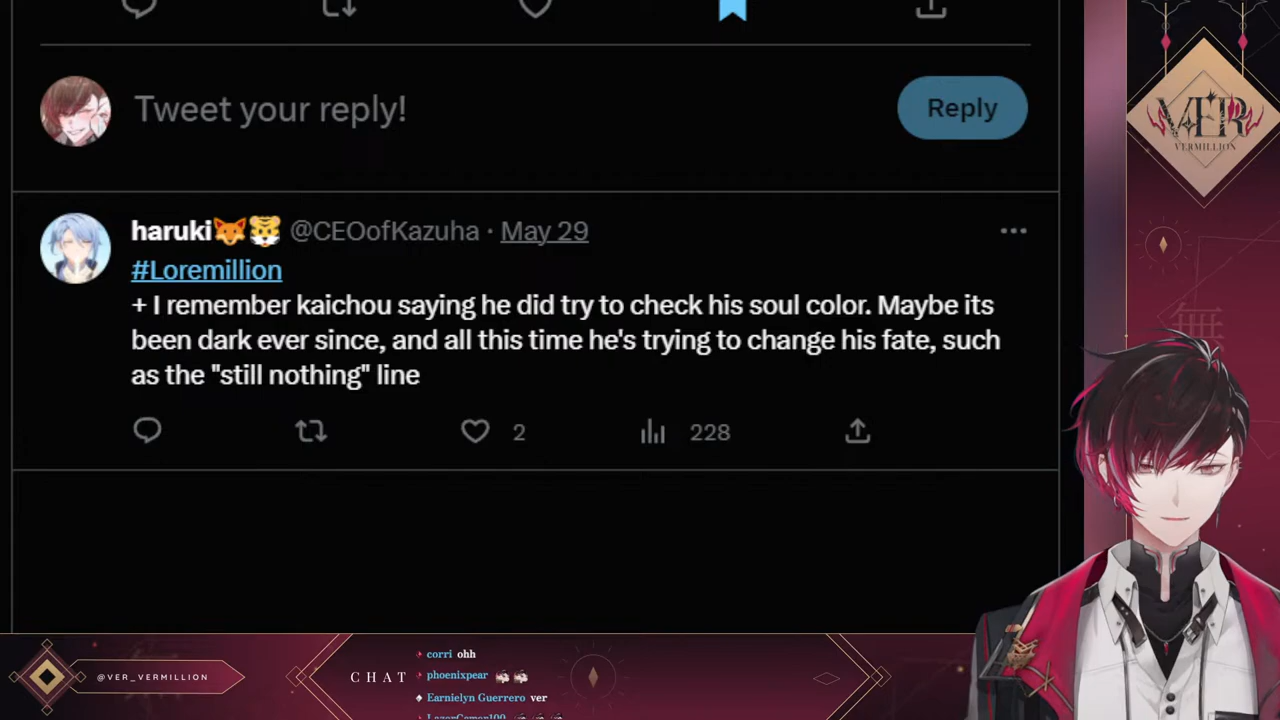 Tweet your reply!
Reply
haruki🦊🐯 @CEOofKazuha · May 29
#Loremillion
+ I remember kaichou saying he did try to check his soul color. Maybe its
been dark ever since, and all this time he's trying to change his fate, such
as the "still nothing" line
2
228
VER
VERMILLION
無
@VER_VERMILLION
CHAT
corri ohh
phoenixpear
Earnielyn Guerrero ver